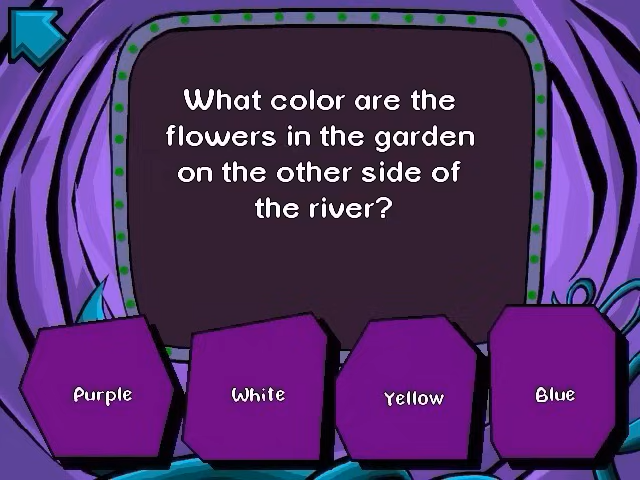 What color are the
flowers in the garden
on the other side of
the river?
Purple
White
Yellow
Blue